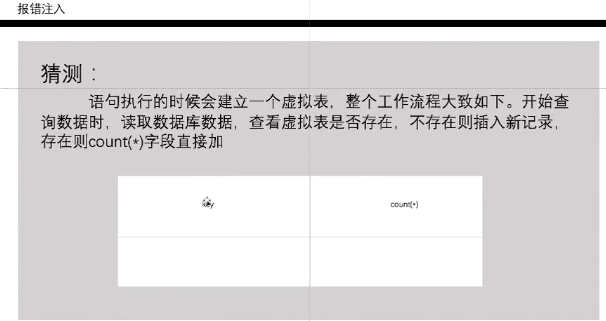 报错注入
猜测：
语句执行的时候会建立一个虚拟表，整个工作流程大致如下。开始查
询数据时，读取数据库数据，查看虚拟表是否存在，不存在则插入新记录，
存在则count(*)字段直接加
key count(*)